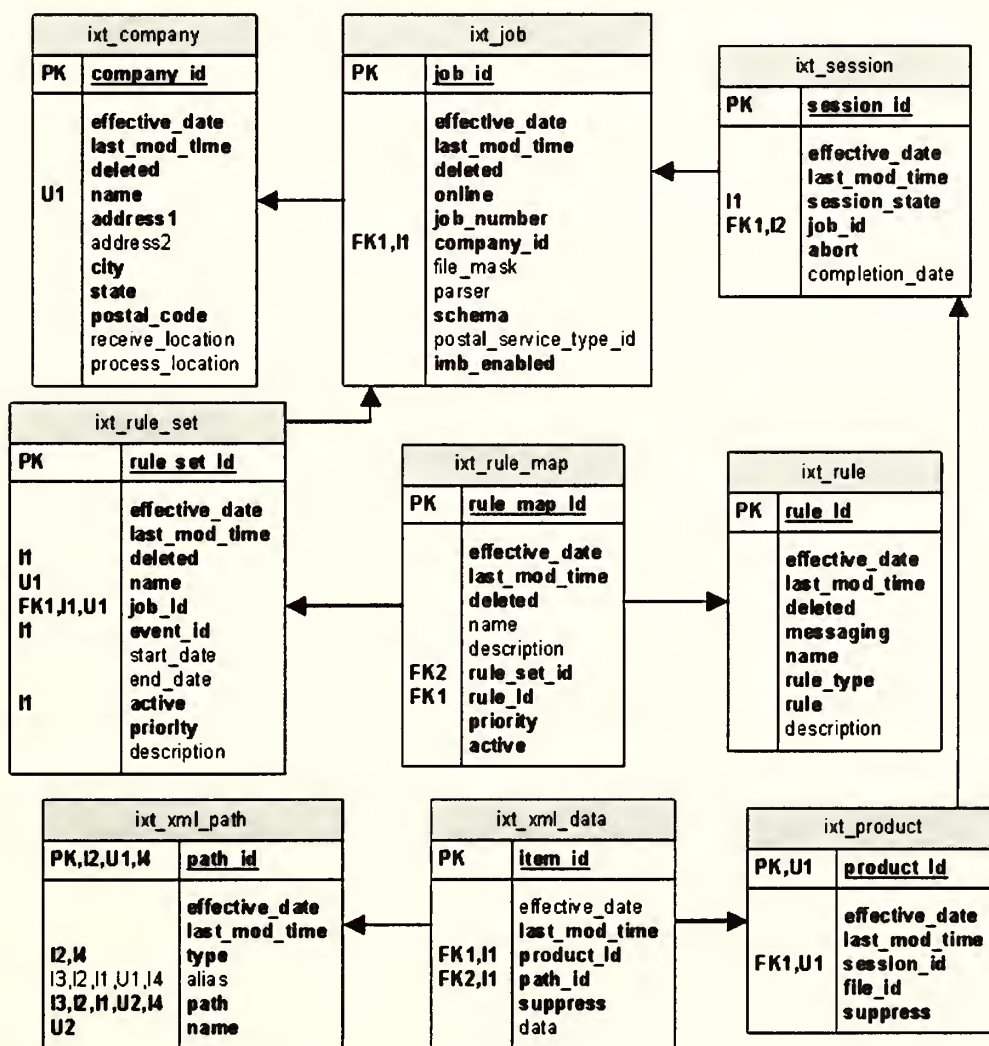 ixt_company
PK company_id
effective_date
last_mod_time
deleted
U1 name
address1
address2
city
state
postal_code
receive_location
process_location
ixt_job
PK job_id
effective_date
last_mod_time
deleted
online
job_number
FK1,I1 company_id
file_mask
parser
schema
postal_service_type_id
imb_enabled
ixt_session
PK session_id
effective_date
last_mod_time
I1 session_state
FK1,I2 job_id
abort
completion_date
ixt_rule_set
PK rule_set_id
effective_date
last_mod_time
I1 deleted
U1 name
FK1,I1,U1 job_id
I1 event_id
start_date
end_date
I1 active
priority
description
ixt_rule_map
PK rule_map_id
effective_date
last_mod_time
deleted
name
description
FK2 rule_set_id
FK1 rule_id
priority
active
ixt_rule
PK rule_id
effective_date
last_mod_time
deleted
messaging
name
rule_type
rule
description
ixt_xml_path
PK,I2,U1,I4 path_id
effective_date
last_mod_time
I2,I4 type
I3,I2,I1,U1,I4 alias
I3,I2,I1,U2,I4 path
U2 name
ixt_xml_data
PK item_id
effective_date
last_mod_time
FK1,I1 product_id
FK2,I1 path_id
suppress
data
ixt_product
PK,U1 product_id
effective_date
last_mod_time
FK1,U1 session_id
file_id
suppress